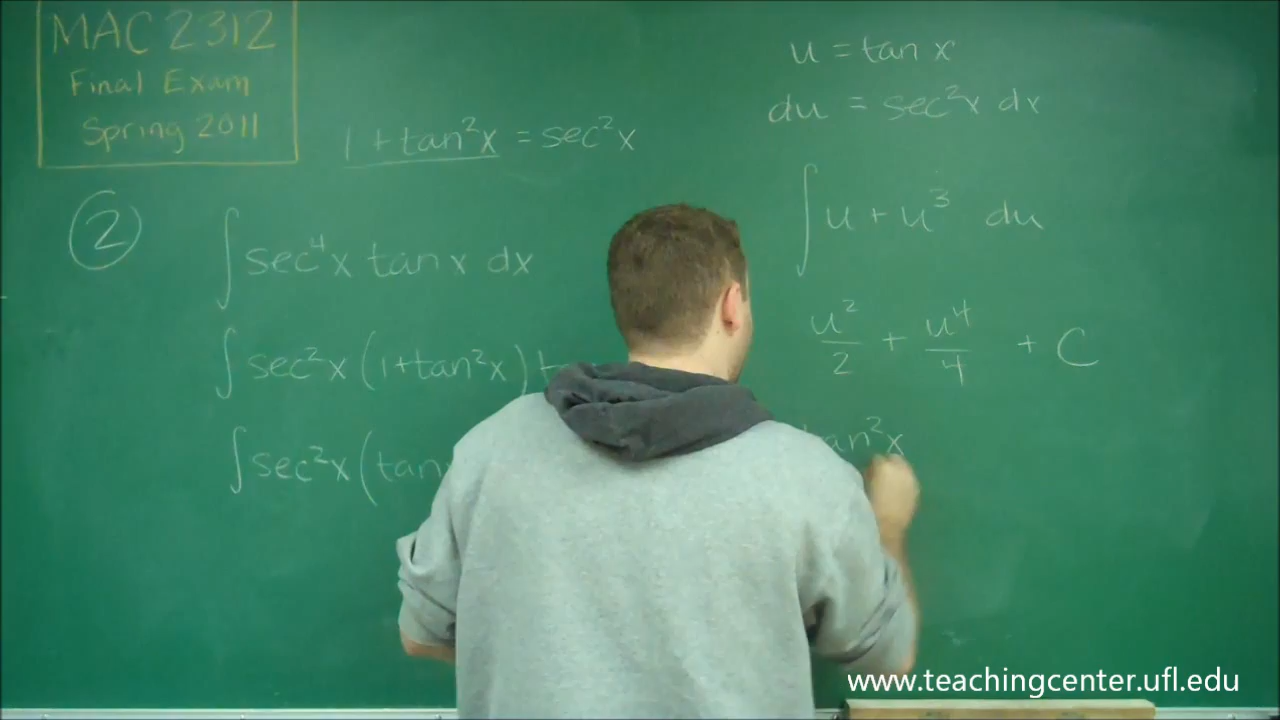 MAC 2312
Final Exam
Spring 2011
1 + tan²x = sec²x
②
∫ sec⁴x tan x dx
∫ sec²x (1+tan²x)
∫ sec²x (tan
u = tan x
du = sec²x dx
∫ u + u³ du
u²/2 + u⁴/4 + C
tan²x
www.teachingcenter.ufl.edu